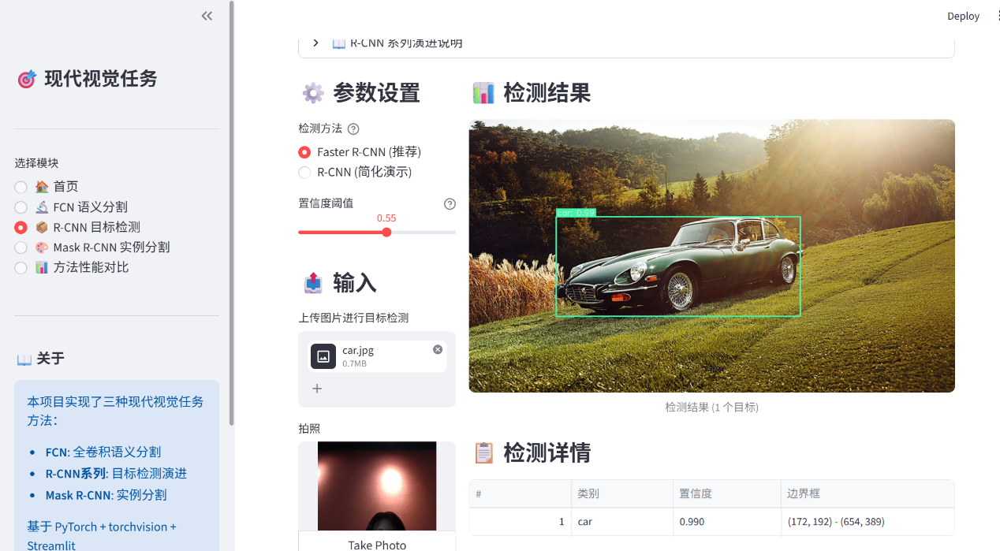 Deploy
现代视觉任务
选择模块
首页
FCN 语义分割
R-CNN 目标检测
Mask R-CNN 实例分割
方法性能对比
关于
本项目实现了三种现代视觉任务
方法：
FCN: 全卷积语义分割
R-CNN系列: 目标检测演进
Mask R-CNN: 实例分割
基于 PyTorch + torchvision +
Streamlit
R-CNN 系列演进说明
参数设置
检测方法
Faster R-CNN (推荐)
R-CNN (简化演示)
置信度阈值
0.55
输入
上传图片进行目标检测
car.jpg
0.7MB
拍照
Take Photo
检测结果
car: 0.99
检测结果 (1 个目标)
检测详情
# 类别 置信度 边界框
1 car 0.990 (172, 192) - (654, 389)